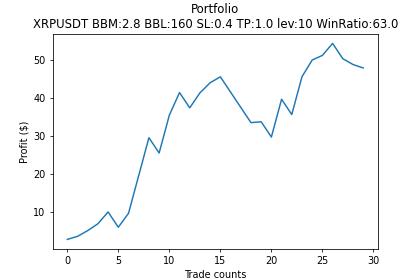 Portfolio
XRPUSDT BBM:2.8 BBL:160 SL:0.4 TP:1.0 lev:10 WinRatio:63.0
50
40
30
20
10
Profit ($)
0 5 10 15 20 25 30
Trade counts